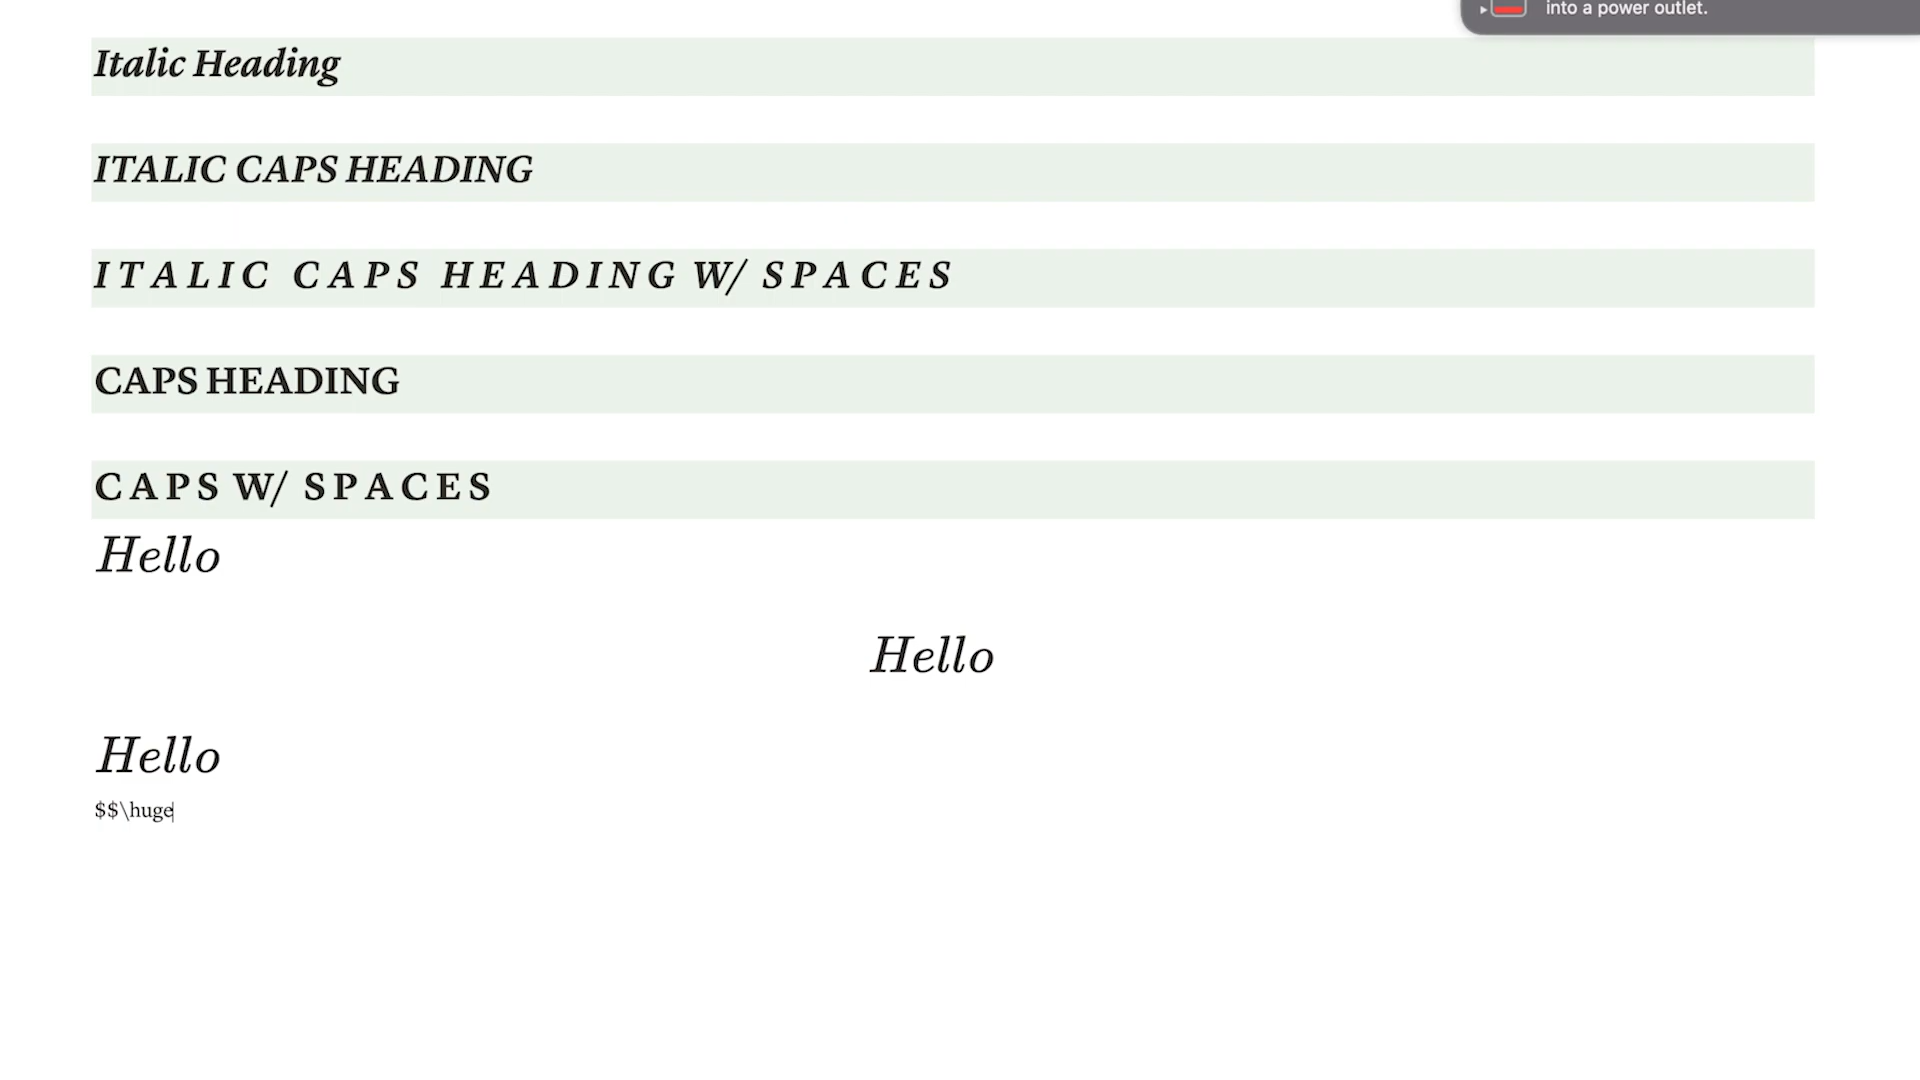 into a power outlet.
Italic Heading
ITALIC CAPS HEADING
I T A L I C  C A P S  H E A D I N G W/ S P A C E S
CAPS HEADING
C A P S W/ S P A C E S
Hello
Hello
Hello
$$\huge